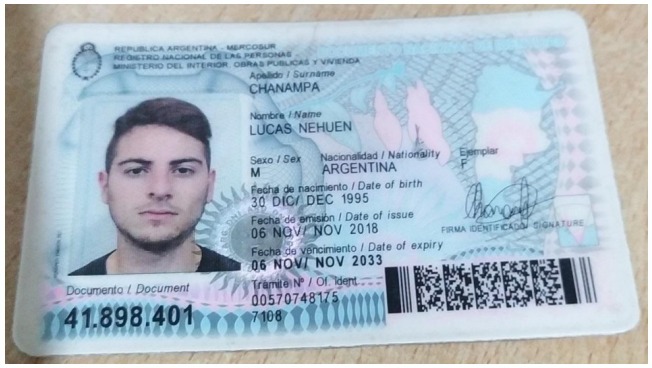 REPUBLICA ARGENTINA - MERCOSUR
REGISTRO NACIONAL DE LAS PERSONAS
MINISTERIO DEL INTERIOR, OBRAS PUBLICAS Y VIVIENDA
Apellido / Surname
CHANAMPA
Nombre / Name
LUCAS NEHUEN
Sexo / Sex Nacionalidad / Nationality Ejemplar
M ARGENTINA F
Fecha de nacimiento / Date of birth
30 DIC/ DEC 1995
Fecha de emisión / Date of issue
06 NOV/ NOV 2018
FIRMA IDENTIFICADO/ SIGNATURE
Fecha de vencimiento / Date of expiry
06 NOV/ NOV 2033
Documento / Document
41.898.401
Tramite Nº / Of. Ident.
00570748175
7108